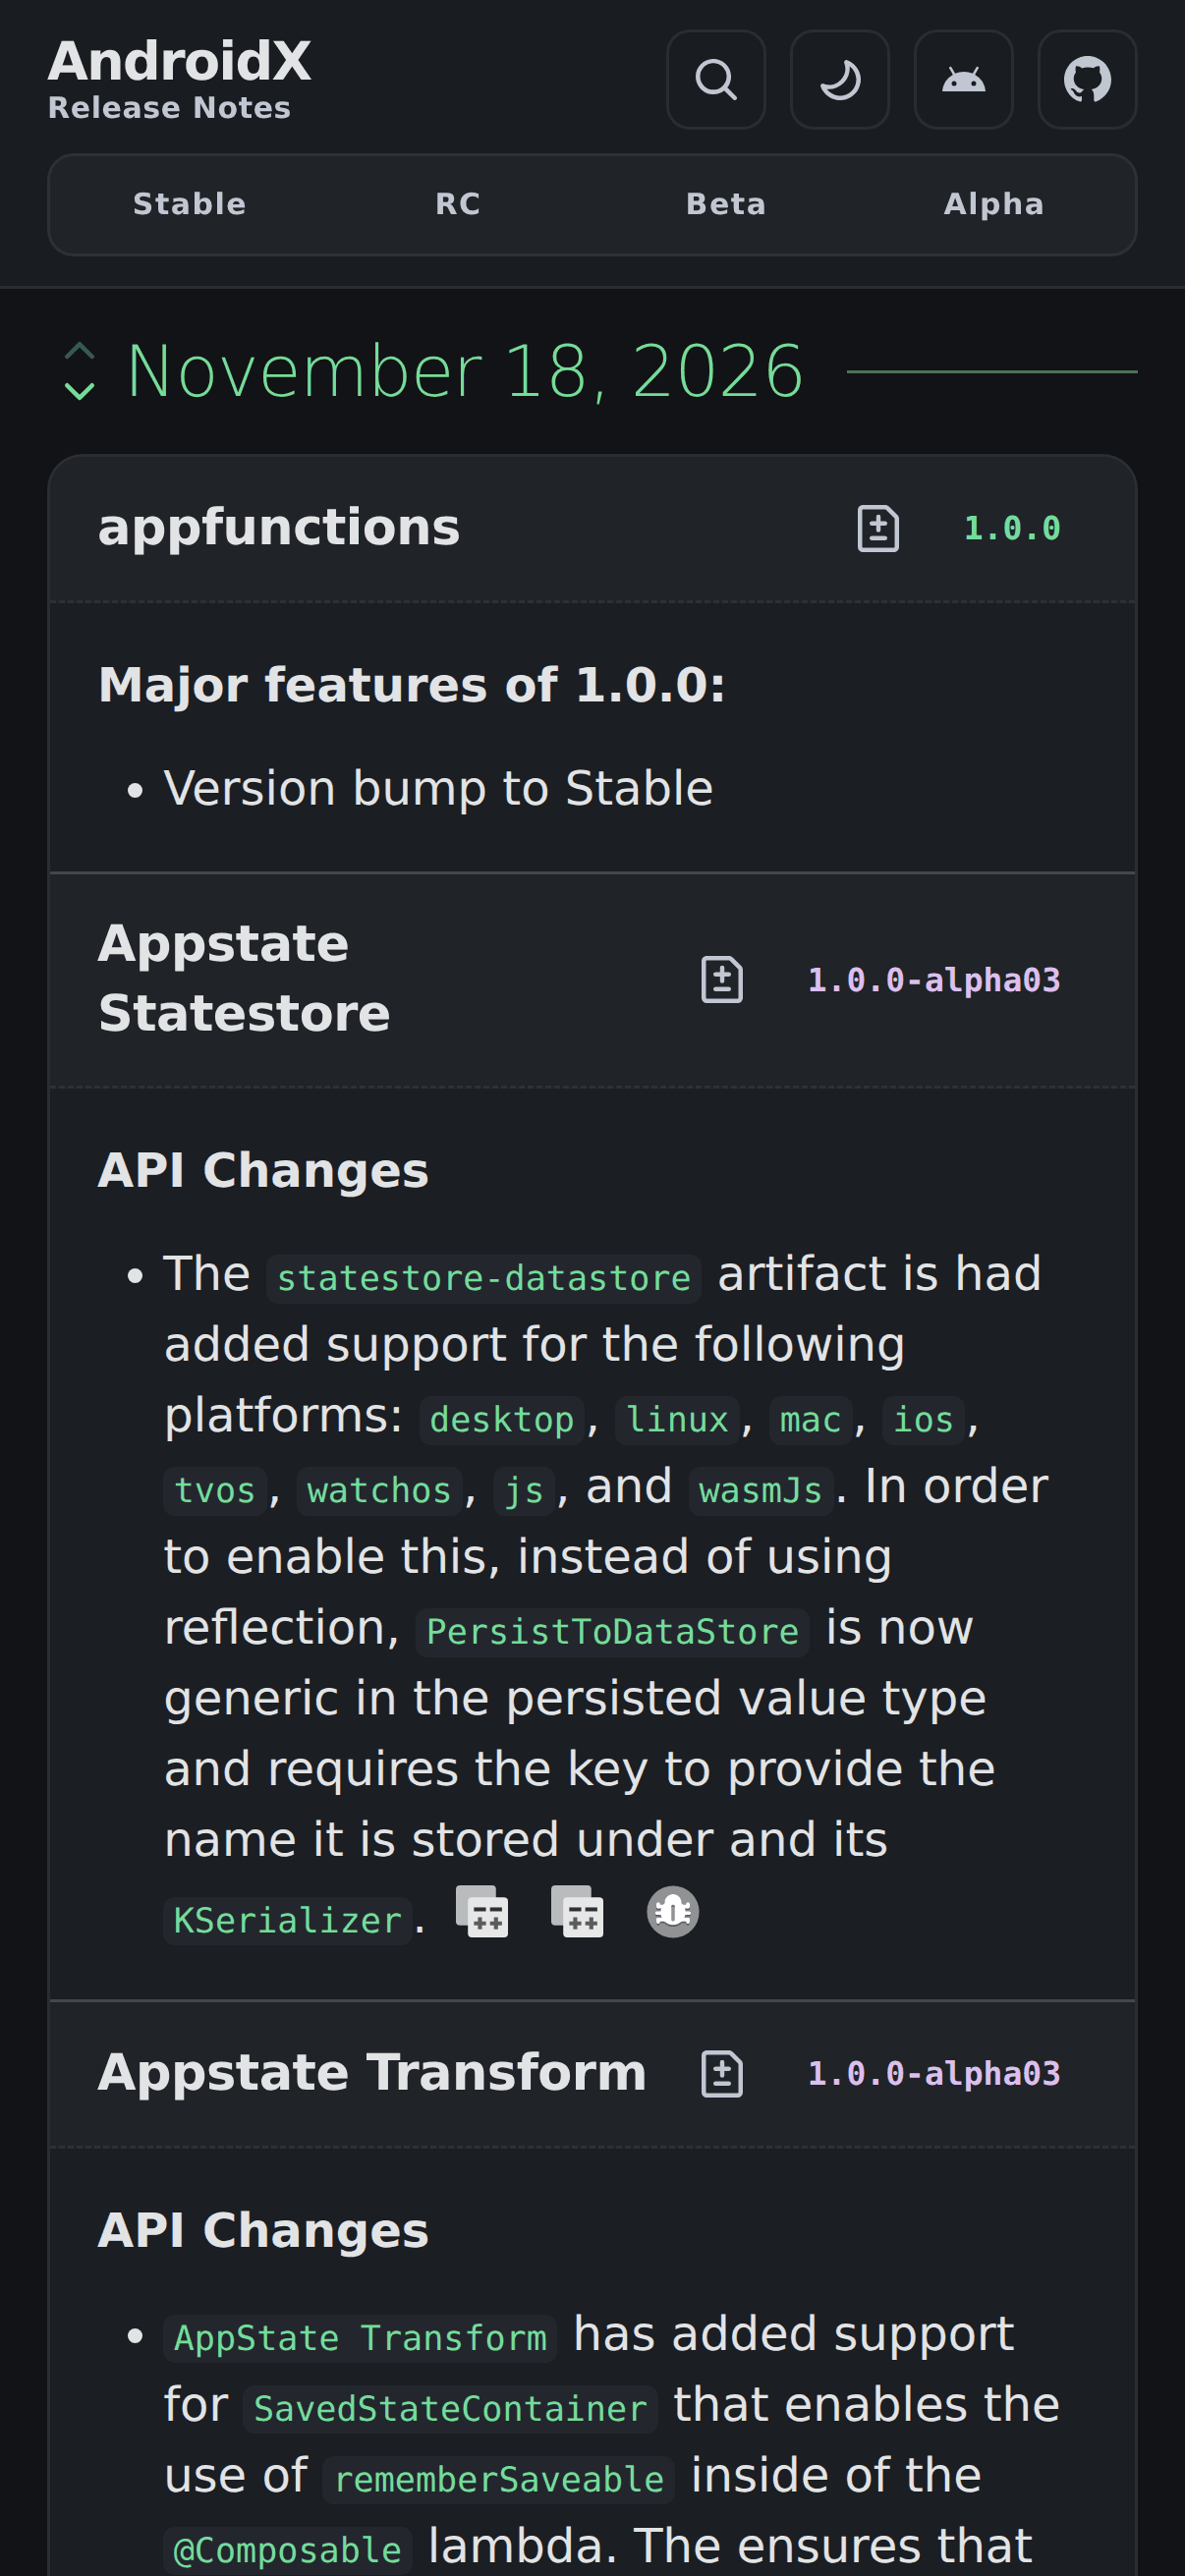 AndroidX
Release Notes
Stable RC Beta Alpha
November 18, 2026
appfunctions 1.0.0
Major features of 1.0.0:
• Version bump to Stable
Appstate
Statestore 1.0.0-alpha03
API Changes
• The statestore-datastore artifact is had
added support for the following
platforms: desktop, linux, mac, ios,
tvos, watchos, js, and wasmJs. In order
to enable this, instead of using
reflection, PersistToDataStore is now
generic in the persisted value type
and requires the key to provide the
name it is stored under and its
KSerializer.
Appstate Transform 1.0.0-alpha03
API Changes
• AppState Transform has added support
for SavedStateContainer that enables the
use of rememberSaveable inside of the
@Composable lambda. The ensures that